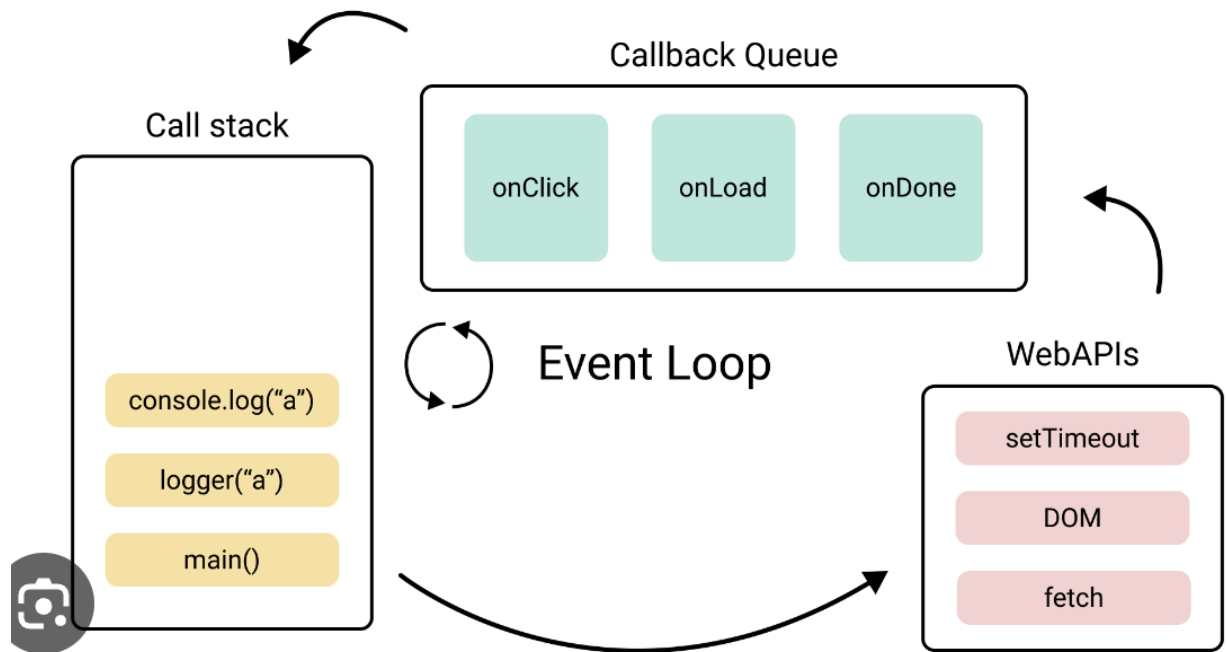 Callback Queue
Call stack
onClick
onLoad
onDone
Event Loop
WebAPIs
console.log(“a”)
logger(“a”)
main()
setTimeout
DOM
fetch